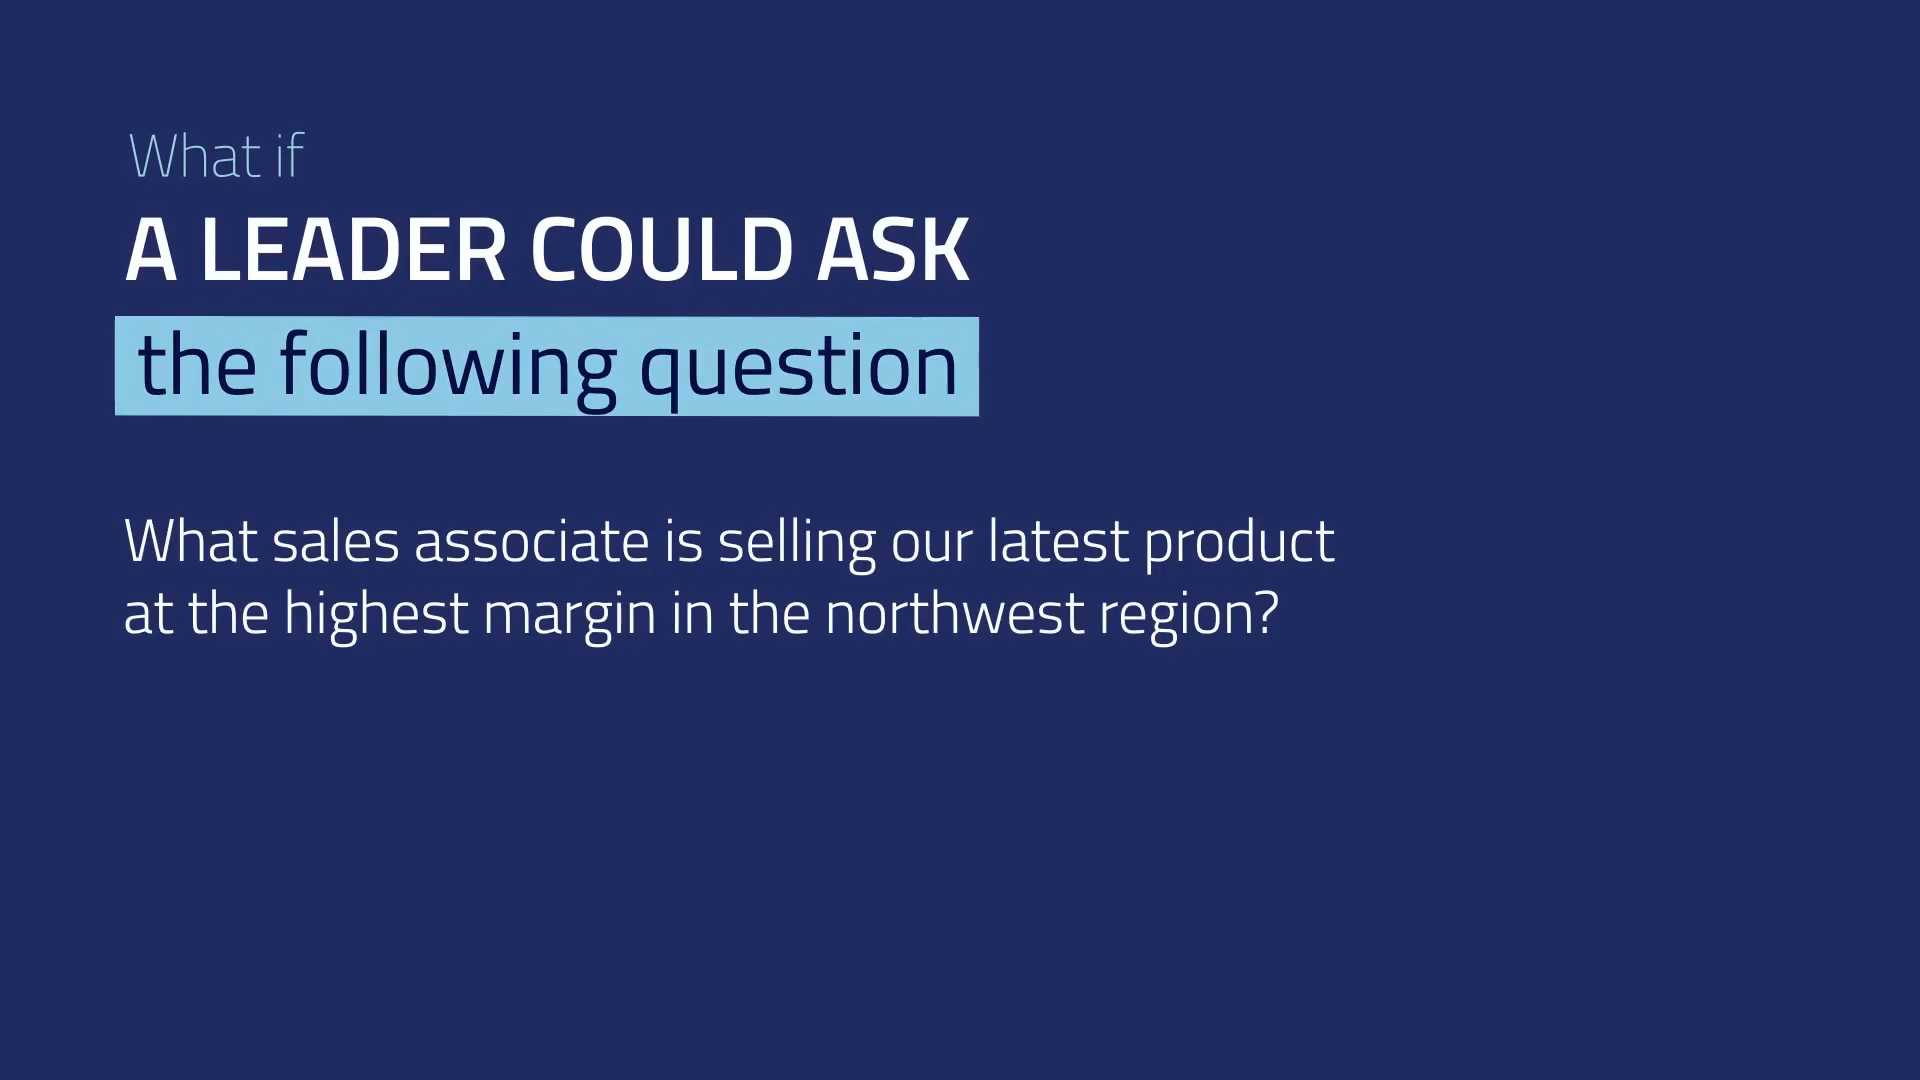 What if
A LEADER COULD ASK
the following question
What sales associate is selling our latest product
at the highest margin in the northwest region?